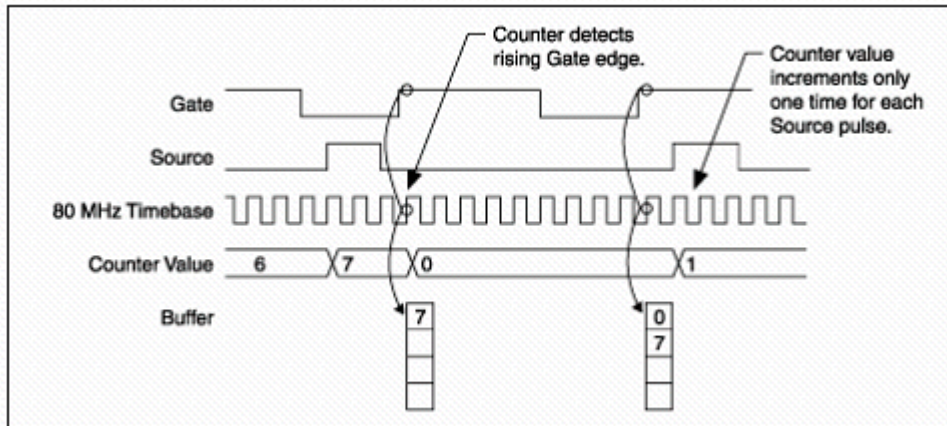 Counter detects
rising Gate edge.
Counter value
increments only
one time for each
Source pulse.
Gate
Source
80 MHz Timebase
Counter Value
6
7
0
1
Buffer
7
0
7